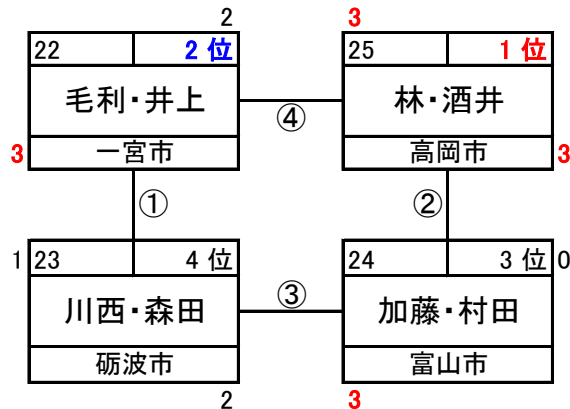 2 3
22 2 位 25 1 位
毛利・井上 林・酒井
④
3 一宮市 高岡市 3
① ②
1 23 4 位 24 3 位 0
川西・森田 ③ 加藤・村田
砺波市 富山市
2 3